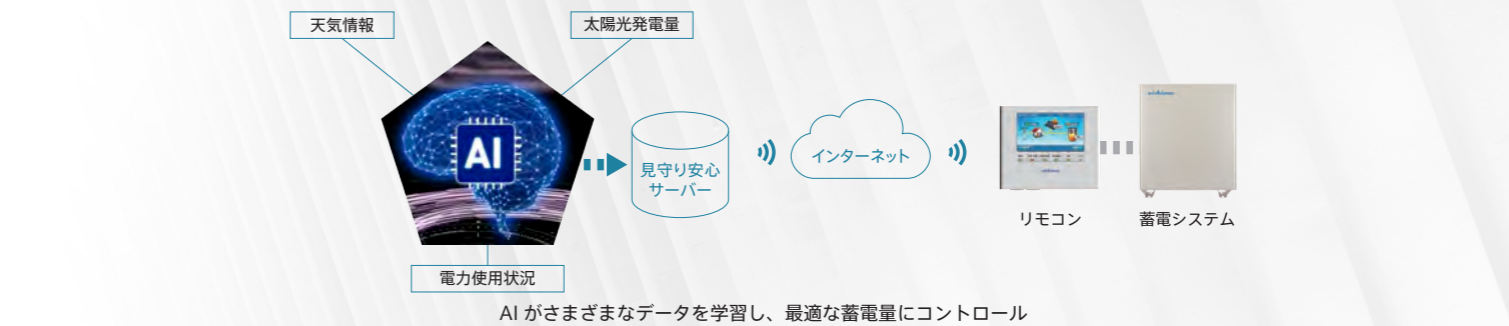 天気情報
太陽光発電量
AI
見守り安心
サーバー
インターネット
リモコン
蓄電システム
電力使用状況
AI がさまざまなデータを学習し、最適な蓄電量にコントロール